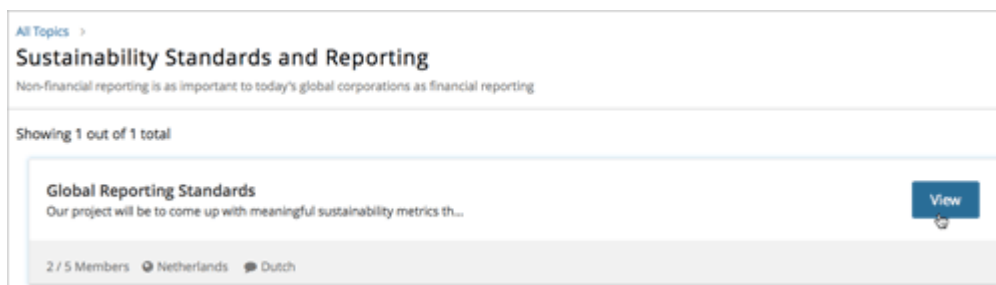 All Topics >
Sustainability Standards and Reporting
Non-financial reporting is as important to today's global corporations as financial reporting
Showing 1 out of 1 total
Global Reporting Standards
Our project will be to come up with meaningful sustainability metrics th...
View
2 / 5 Members Netherlands Dutch